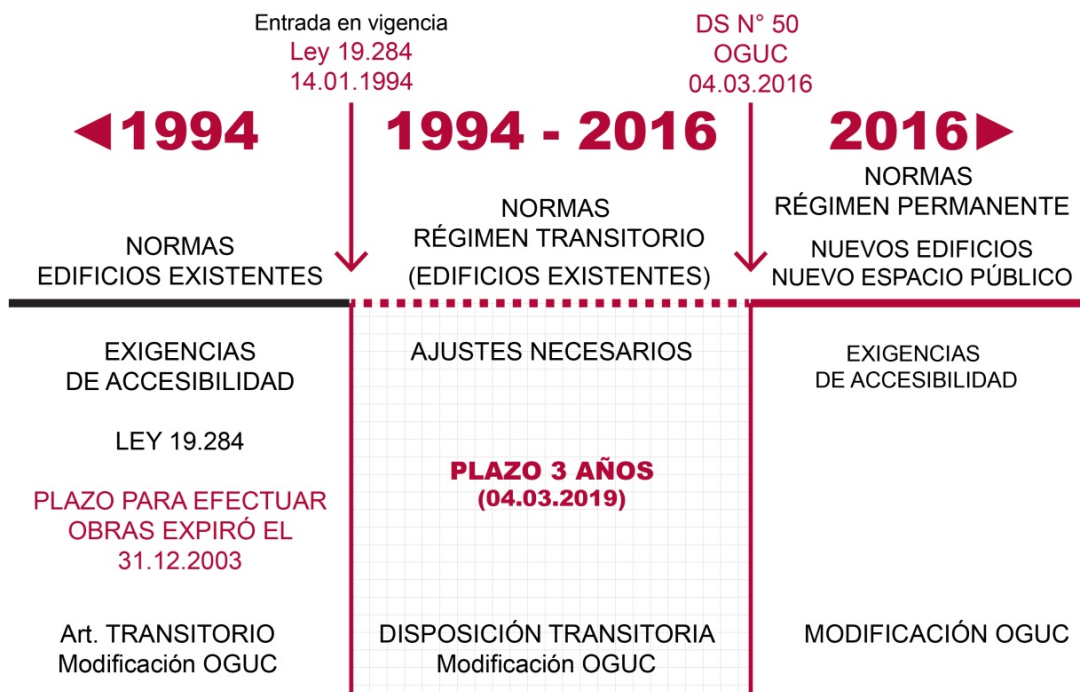 Entrada en vigencia
Ley 19.284
14.01.1994
DS N° 50
OGUC
04.03.2016
◀1994
1994 - 2016
2016▶
NORMAS
EDIFICIOS EXISTENTES
NORMAS
RÉGIMEN TRANSITORIO
(EDIFICIOS EXISTENTES)
NORMAS
RÉGIMEN PERMANENTE
NUEVOS EDIFICIOS
NUEVO ESPACIO PÚBLICO
EXIGENCIAS
DE ACCESIBILIDAD
LEY 19.284
PLAZO PARA EFECTUAR
OBRAS EXPIRÓ EL
31.12.2003
Art. TRANSITORIO
Modificación OGUC
AJUSTES NECESARIOS
PLAZO 3 AÑOS
(04.03.2019)
DISPOSICIÓN TRANSITORIA
Modificación OGUC
EXIGENCIAS
DE ACCESIBILIDAD
MODIFICACIÓN OGUC